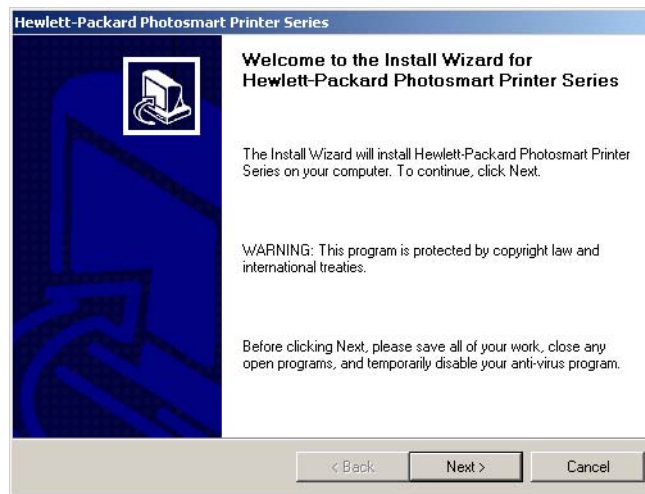 Hewlett-Packard Photosmart Printer Series
Welcome to the Install Wizard for
Hewlett-Packard Photosmart Printer Series
The Install Wizard will install Hewlett-Packard Photosmart Printer
Series on your computer. To continue, click Next.
WARNING: This program is protected by copyright law and
international treaties.
Before clicking Next, please save all of your work, close any
open programs, and temporarily disable your anti-virus program.
< Back
Next >
Cancel